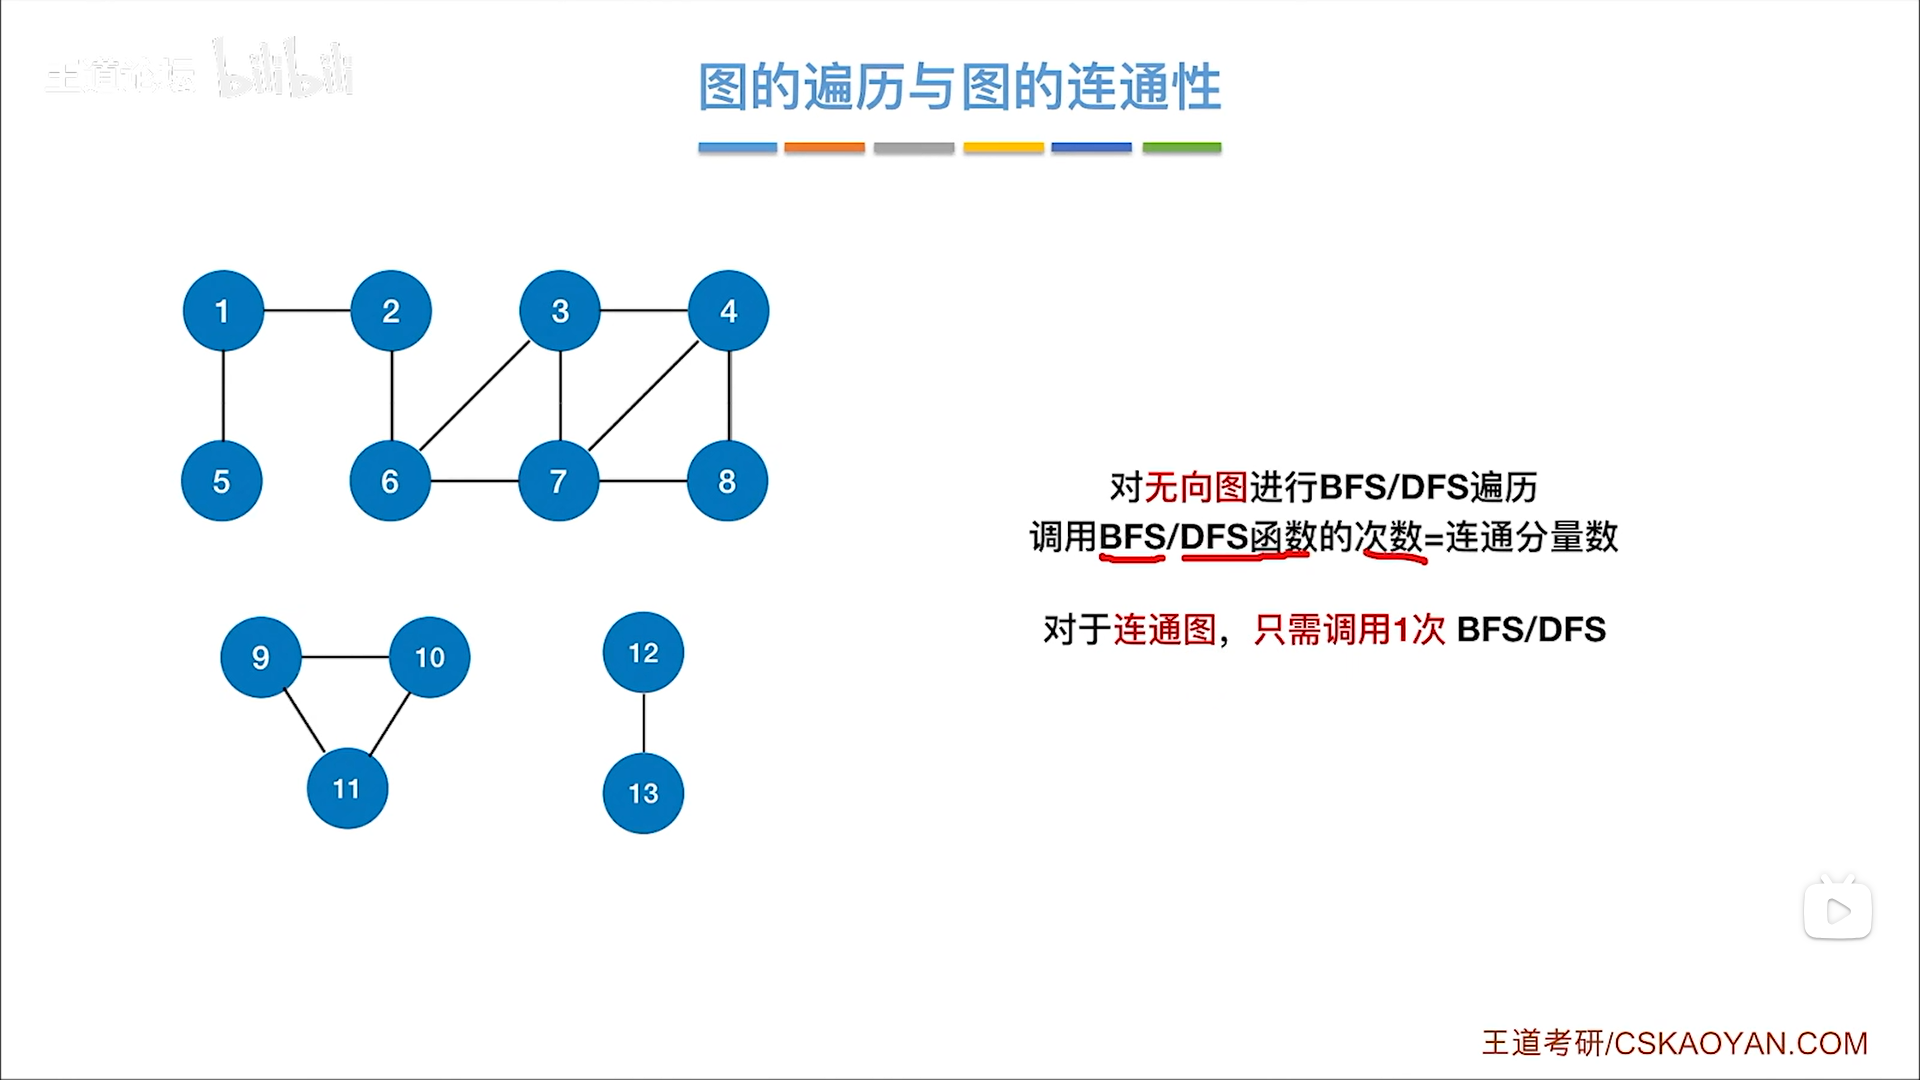 王道论坛 bilibili
图的遍历与图的连通性
1 2 3 4
5 6 7 8
对无向图进行BFS/DFS遍历
调用BFS/DFS函数的次数=连通分量数
对于连通图，只需调用1次 BFS/DFS
9 10 12
11 13
王道考研/CSKAOYAN.COM